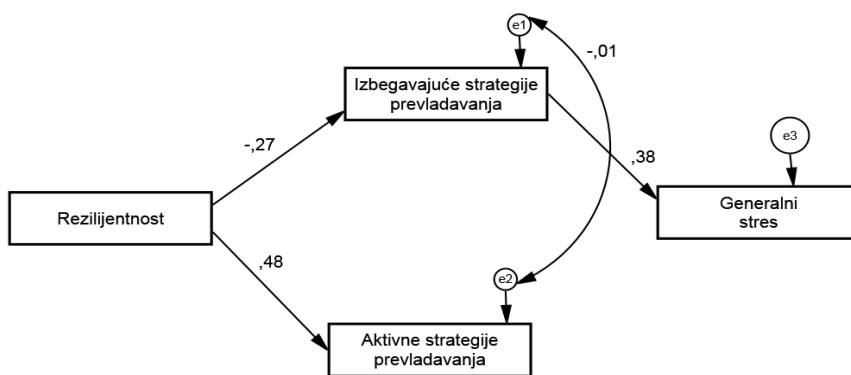 e1
-,01
Izbegavajuće strategije
prevladavanja
e3
-,27
,38
Rezilijentnost
Generalni
stres
,48
e2
Aktivne strategije
prevladavanja